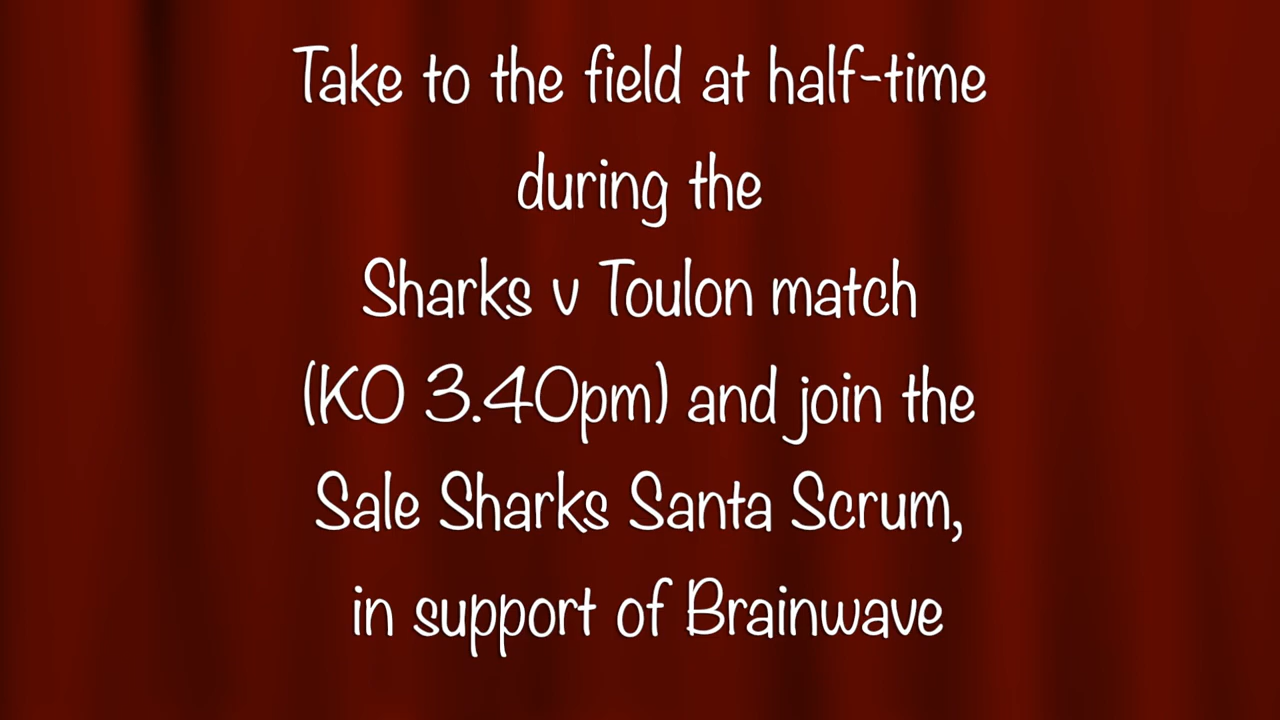 Take to the field at half-time
during the
Sharks v Toulon match
(KO 3.40pm) and join the
Sale Sharks Santa Scrum,
in support of Brainwave